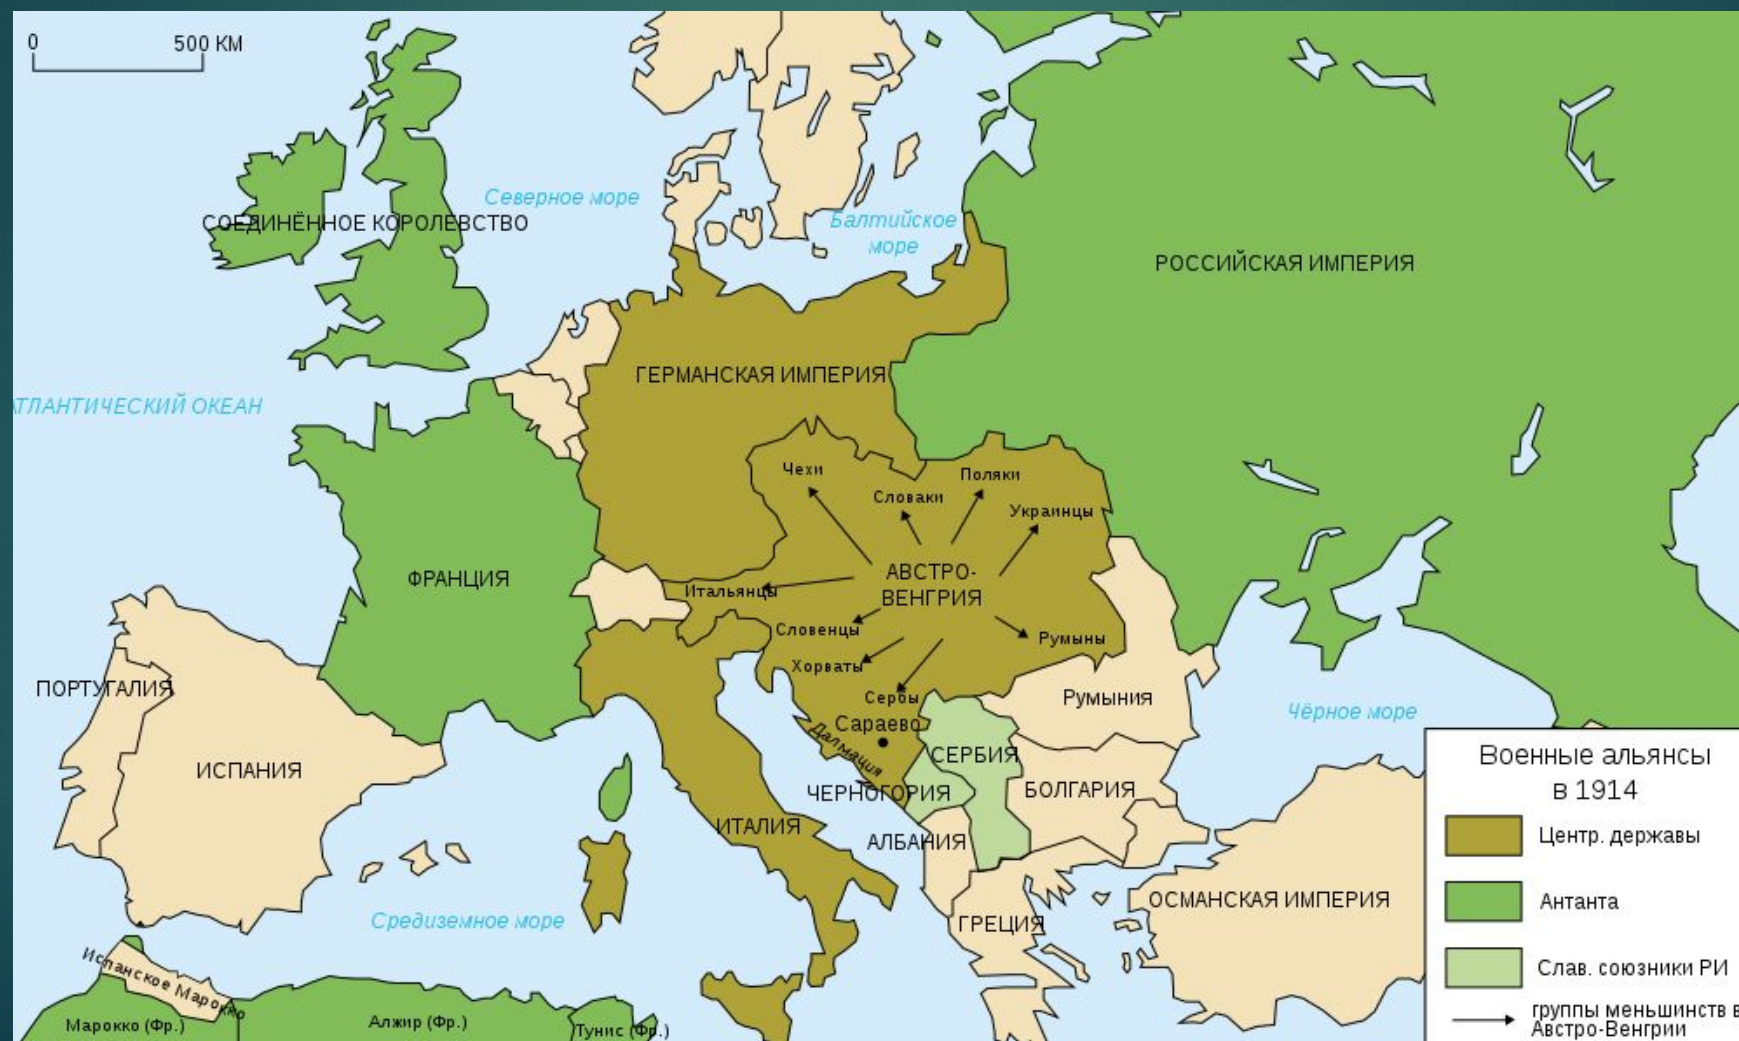 0 500 КМ
СОЕДИНЁННОЕ КОРОЛЕВСТВО
Северное море
Балтийское
море
РОССИЙСКАЯ ИМПЕРИЯ
ГЕРМАНСКАЯ ИМПЕРИЯ
АТЛАНТИЧЕСКИЙ ОКЕАН
Чехи
Поляки
Словаки
Украинцы
ФРАНЦИЯ
АВСТРО-
ВЕНГРИЯ
Итальянцы
Словенцы
Румыны
Хорваты
Сербы
ПОРТУГАЛИЯ
Румыния
Чёрное море
Сараево
Далмация
СЕРБИЯ
ИСПАНИЯ
ЧЕРНОГОРИЯ
БОЛГАРИЯ
ИТАЛИЯ
АЛБАНИЯ
ОСМАНСКАЯ ИМПЕРИЯ
Средиземное море
ГРЕЦИЯ
Испанское Марокко
Марокко (Фр.)
Алжир (Фр.)
Тунис (Фр.)
Военные альянсы
в 1914
Центр. державы
Антанта
Слав. союзники РИ
группы меньшинств в
Австро-Венгрии